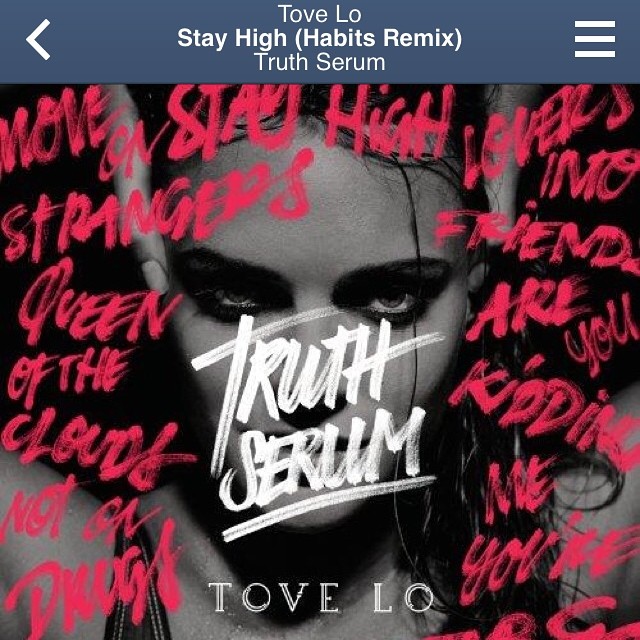 Tove Lo
Stay High (Habits Remix)
Truth Serum
MOVE
ON
STAY HIGH
STRANGERS
QUEEN
OF THE
CLOUDS
NOT ON
DRUGS
LOVERS
INTO
FRIENDS
ARE
YOU
KIDDING
ME
YOU'RE
TRUTH
SERUM
TOVE LO